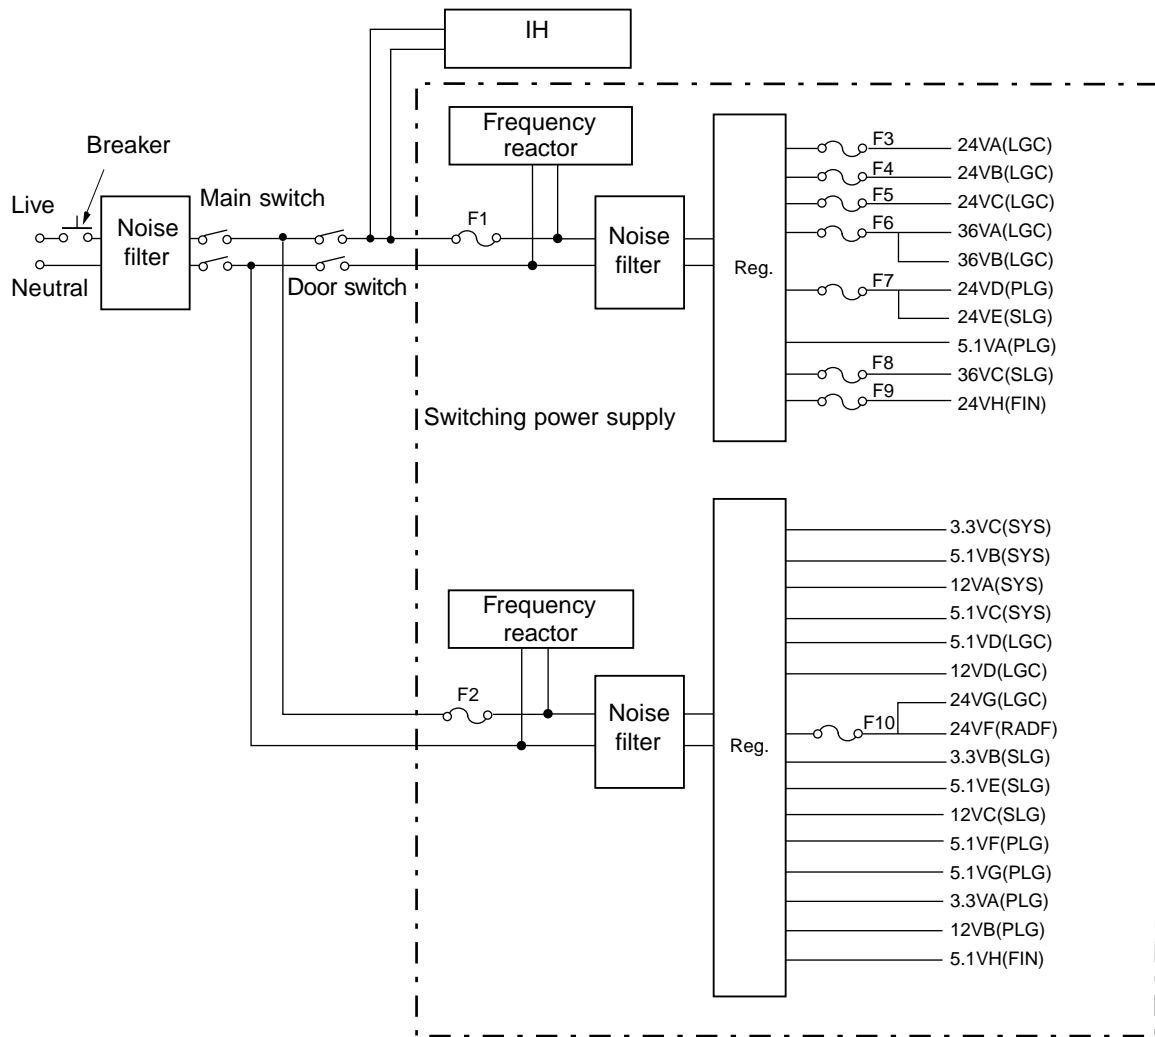 IH
Frequency
reactor
Breaker
Live
Main switch
Noise
filter
Neutral
Door switch
F1
Noise
filter
Reg.
F3
24VA(LGC)
F4
24VB(LGC)
F5
24VC(LGC)
F6
36VA(LGC)
36VB(LGC)
F7
24VD(PLG)
24VE(SLG)
5.1VA(PLG)
F8
36VC(SLG)
F9
24VH(FIN)
Switching power supply
Frequency
reactor
F2
Noise
filter
Reg.
3.3VC(SYS)
5.1VB(SYS)
12VA(SYS)
5.1VC(SYS)
5.1VD(LGC)
12VD(LGC)
24VG(LGC)
F10
24VF(RADF)
3.3VB(SLG)
5.1VE(SLG)
12VC(SLG)
5.1VF(PLG)
5.1VG(PLG)
3.3VA(PLG)
12VB(PLG)
5.1VH(FIN)